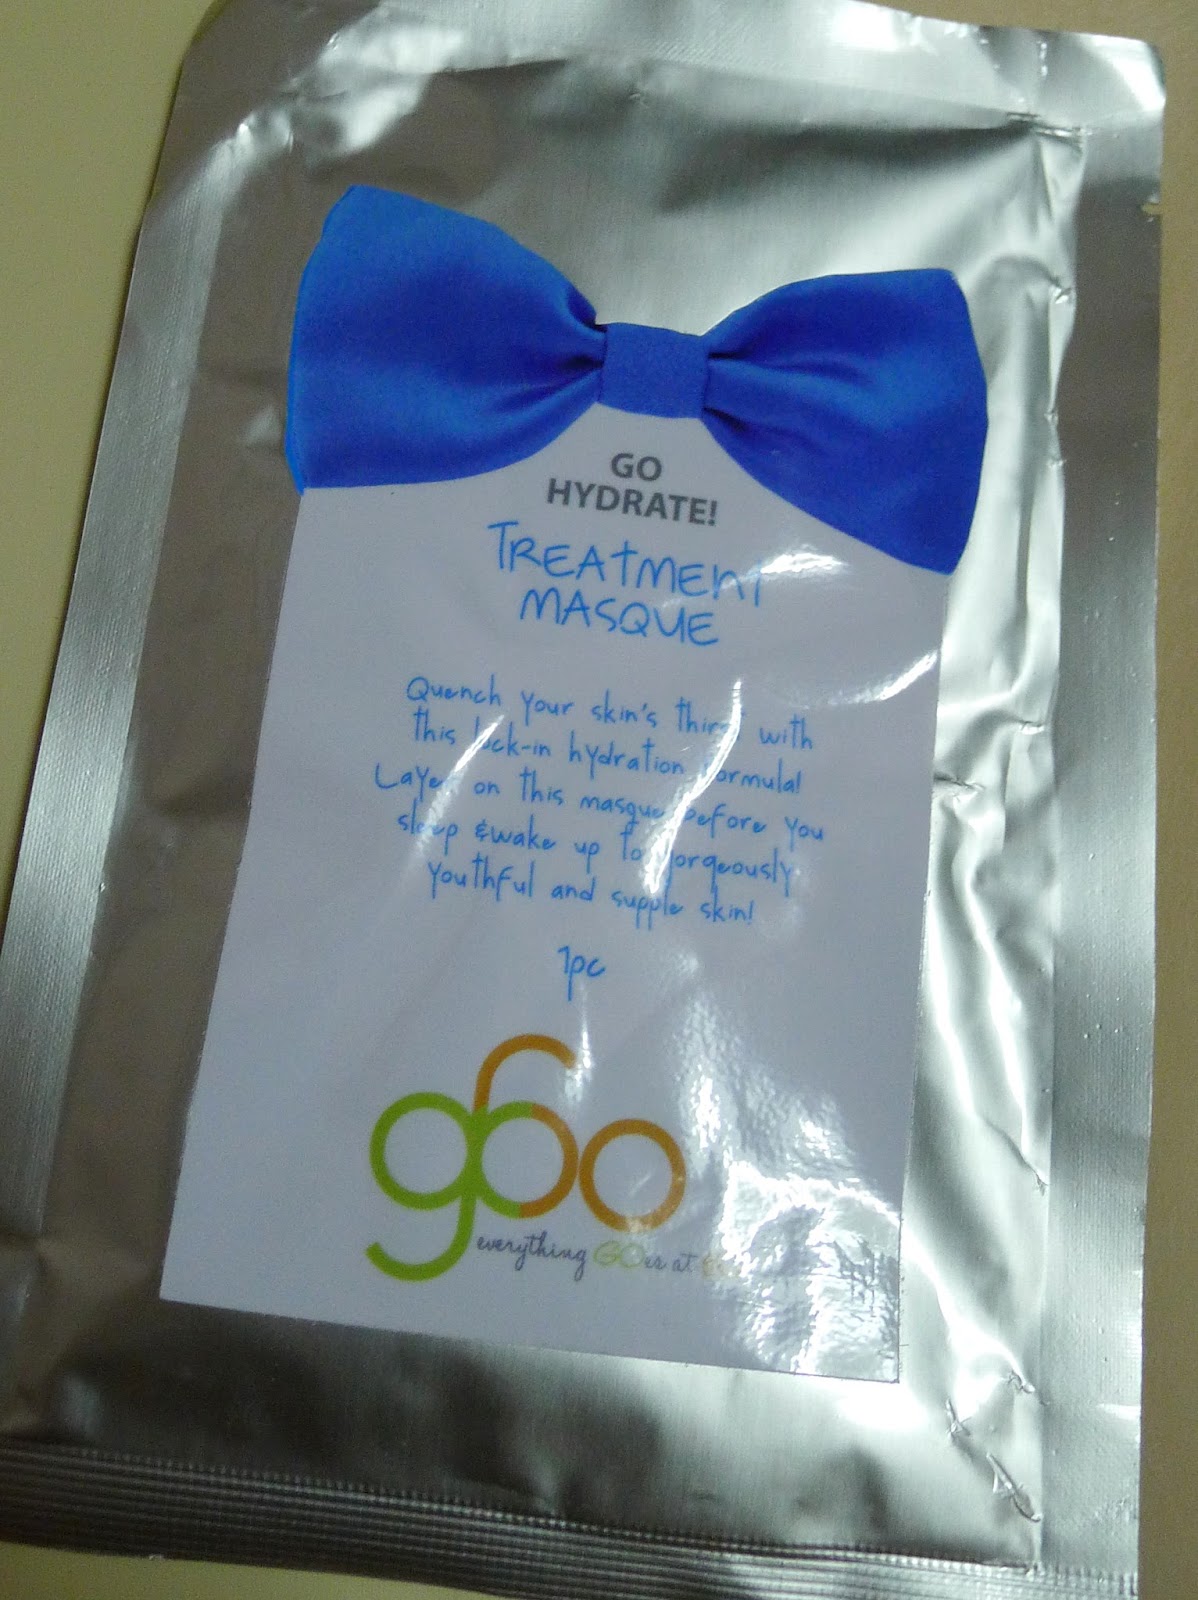 GO
HYDRATE!
TREATMENT
MASQUE
Quench your skin's thirst with
this lock-in hydration formula!
Layer on this masque before you
sleep &wake up to gorgeously
youthful and supple skin!
1pc
g60
everything GOes at